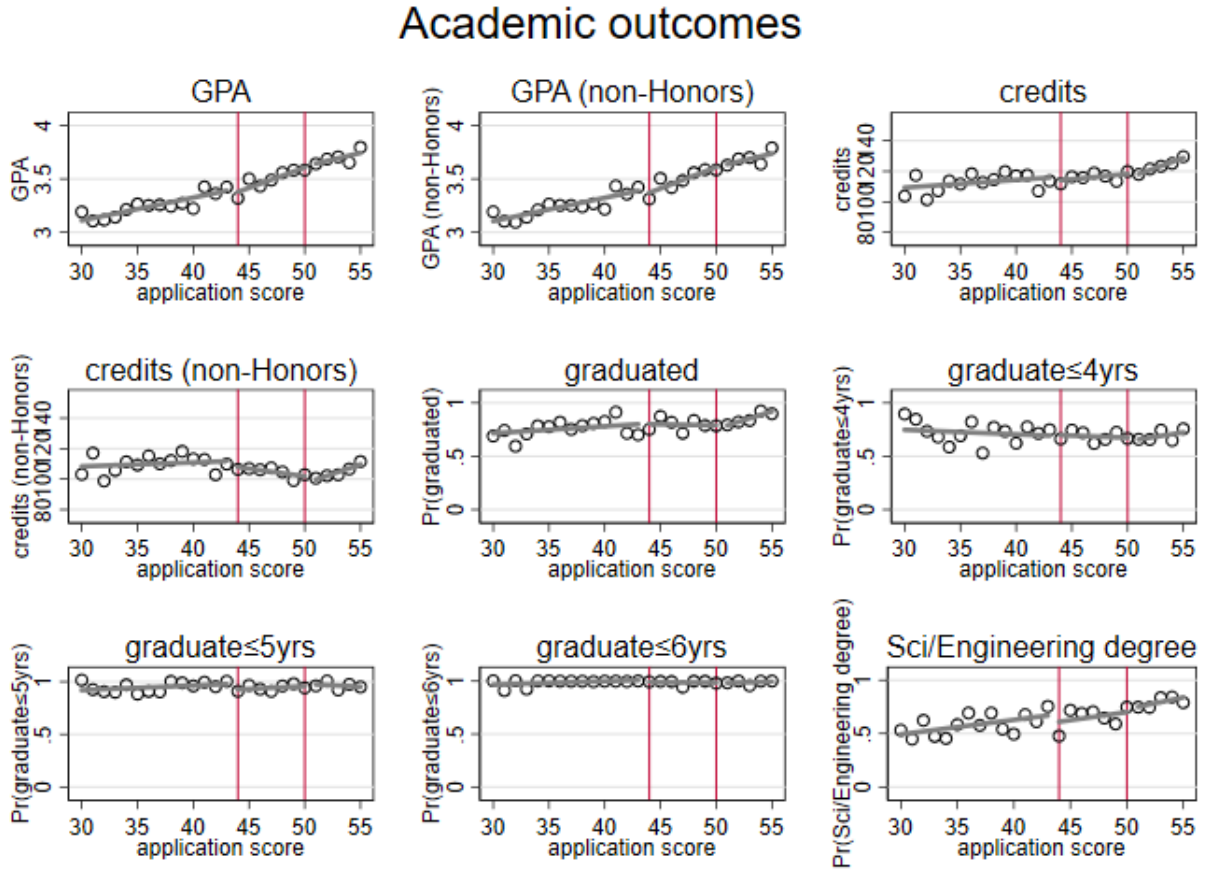 Academic outcomes
GPA
GPA
4
3.5
3
30 35 40 45 50 55
application score
GPA (non-Honors)
GPA (non-Honors)
4
3.5
3
30 35 40 45 50 55
application score
credits
credits
80100120140
30 35 40 45 50 55
application score
credits (non-Honors)
credits (non-Honors)
80100120140
30 35 40 45 50 55
application score
graduated
Pr(graduated)
1
.5
0
30 35 40 45 50 55
application score
graduate≤4yrs
Pr(graduate≤4yrs)
1
.5
0
30 35 40 45 50 55
application score
graduate≤5yrs
Pr(graduate≤5yrs)
1
.5
0
30 35 40 45 50 55
application score
graduate≤6yrs
Pr(graduate≤6yrs)
1
.5
0
30 35 40 45 50 55
application score
Sci/Engineering degree
Pr(Sci/Engineering degree)
1
.5
0
30 35 40 45 50 55
application score